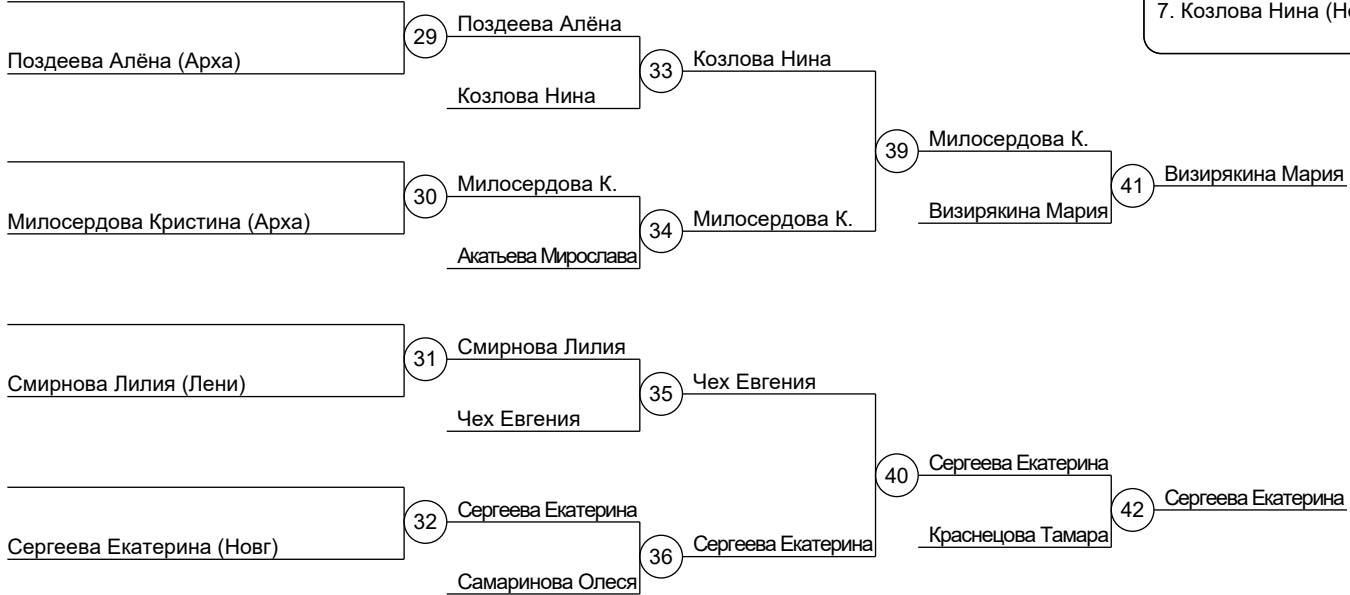 7. Козлова Нина
29
Поздеева Алёна
Поздеева Алёна (Арха)
33
Козлова Нина
Козлова Нина
39
Милосердова К.
30
Милосердова К.
41
Визирякина Мария
Милосердова Кристина (Арха)
34
Милосердова К.
Визирякина Мария
Акатьева Мирослава
31
Смирнова Лилия
Смирнова Лилия (Лени)
35
Чех Евгения
Чех Евгения
40
Сергеева Екатерина
32
Сергеева Екатерина
42
Сергеева Екатерина
Сергеева Екатерина (Новг)
36
Сергеева Екатерина
Краснецова Тамара
Самаринова Олеся